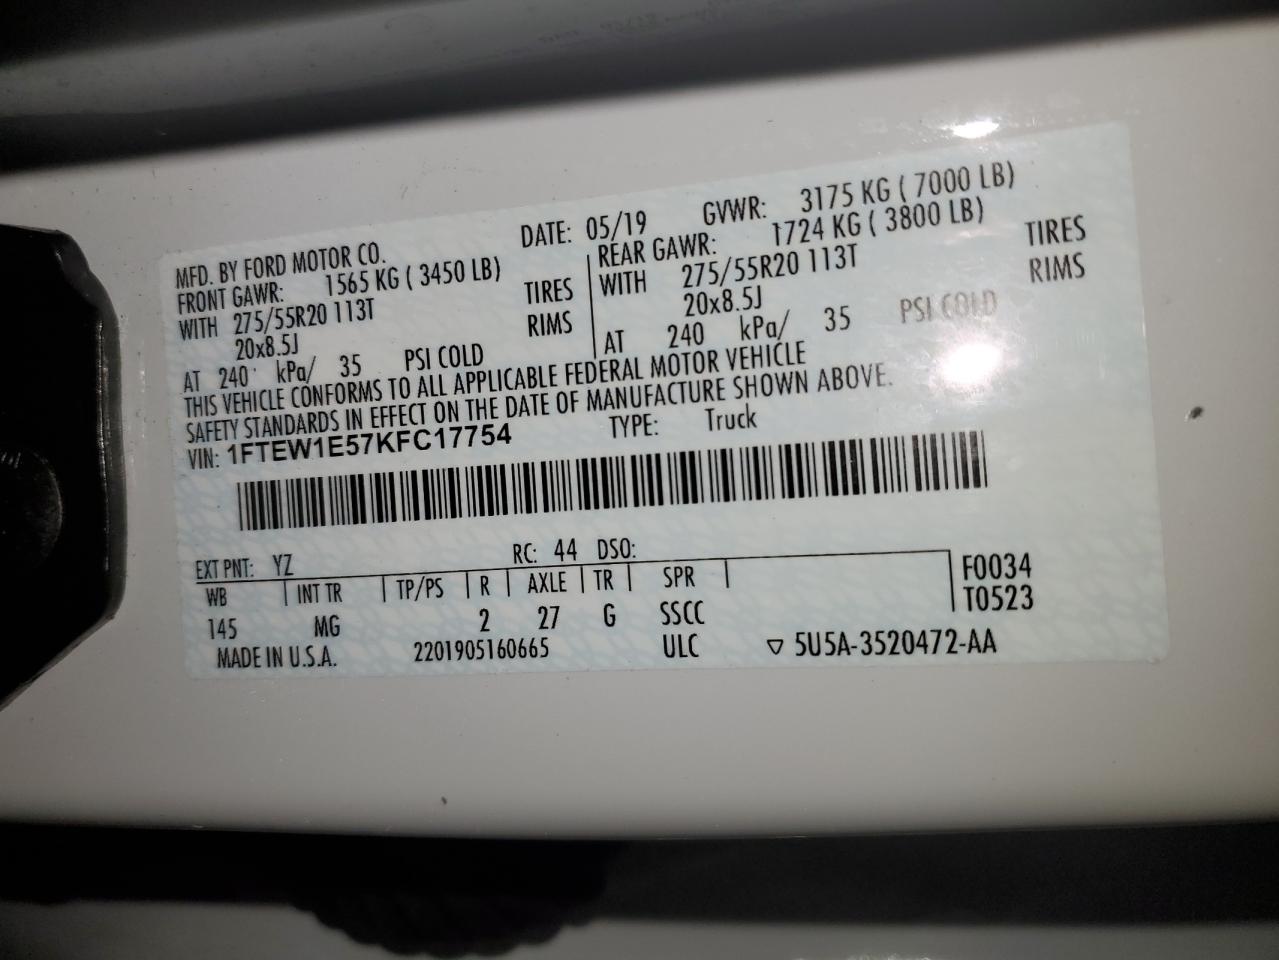 MFD. BY FORD MOTOR CO. DATE: 05/19 GVWR: 3175 KG ( 7000 LB)
FRONT GAWR: 1565 KG ( 3450 LB) REAR GAWR: 1724 KG ( 3800 LB)
WITH 275/55R20 113T TIRES WITH 275/55R20 113T TIRES
20x8.5J RIMS 20x8.5J RIMS
AT 240 kPa/ 35 PSI COLD AT 240 kPa/ 35 PSI COLD
THIS VEHICLE CONFORMS TO ALL APPLICABLE FEDERAL MOTOR VEHICLE
SAFETY STANDARDS IN EFFECT ON THE DATE OF MANUFACTURE SHOWN ABOVE.
VIN: 1FTEW1E57KFC17754 TYPE: Truck
EXT PNT: YZ RC: 44 DSO:
WB INT TR TP/PS R AXLE TR SPR F0034
145 MG 2 27 G SSCC T0523
MADE IN U.S.A. 2201905160665 ULC ▽ 5U5A-3520472-AA